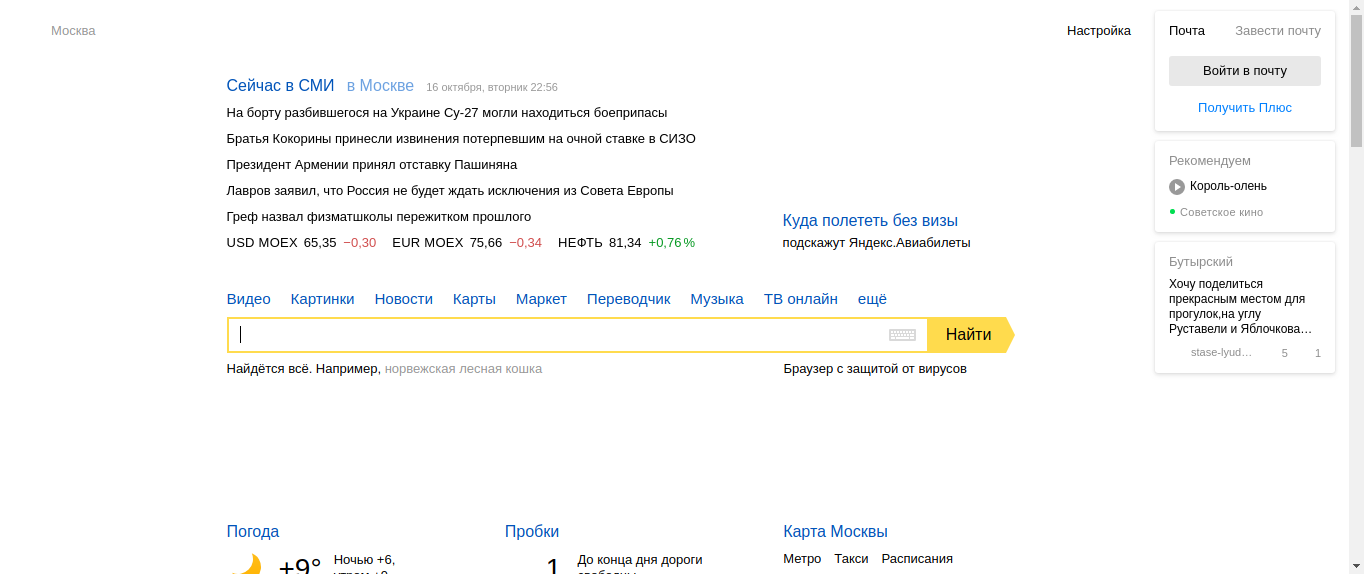 Москва
Настройка
Почта Завести почту
Войти в почту
Получить Плюс
Сейчас в СМИ в Москве 16 октября, вторник 22:56
На борту разбившегося на Украине Су-27 могли находиться боеприпасы
Братья Кокорины принесли извинения потерпевшим на очной ставке в СИЗО
Президент Армении принял отставку Пашиняна
Лавров заявил, что Россия не будет ждать исключения из Совета Европы
Греф назвал физматшколы пережитком прошлого
USD MOEX 65,35 −0,30 EUR MOEX 75,66 −0,34 НЕФТЬ 81,34 +0,76 %
Куда полететь без визы
подскажут Яндекс.Авиабилеты
Рекомендуем
Король-олень
Советское кино
Бутырский
Хочу поделиться
прекрасным местом для
прогулок,на углу
Руставели и Яблочкова…
stase-lyud… 5 1
Видео Картинки Новости Карты Маркет Переводчик Музыка ТВ онлайн ещё
Найти
Найдётся всё. Например, норвежская лесная кошка
Браузер с защитой от вирусов
Погода
+9° Ночью +6,
Пробки
1 До конца дня дороги
Карта Москвы
Метро Такси Расписания